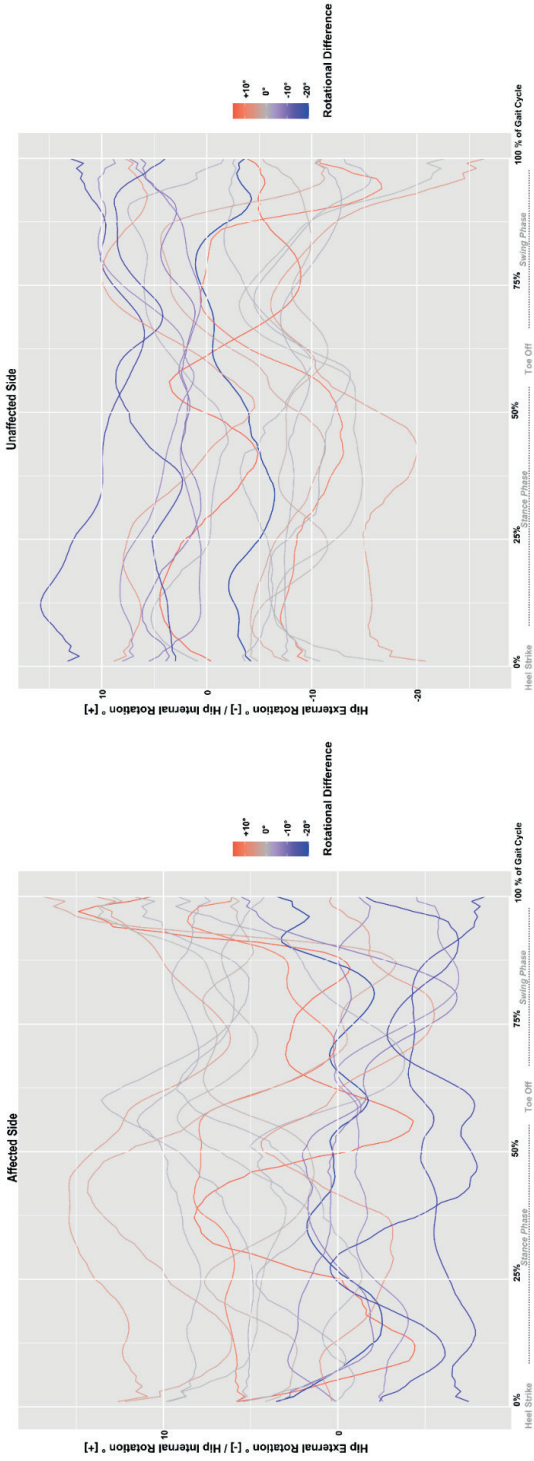 Affected Side
Hip External Rotation ° [-] / Hip Internal Rotation ° [+]
10
0
0%
25%
50%
75%
100 % of Gait Cycle
Heel Strike
Stance Phase
Toe Off
Swing Phase
+10°
0°
-10°
-20°
Rotational Difference
Unaffected Side
Hip External Rotation ° [-] / Hip Internal Rotation ° [+]
10
0
-10
-20
0%
25%
50%
75%
100 % of Gait Cycle
Heel Strike
Stance Phase
Toe Off
Swing Phase
+10°
0°
-10°
-20°
Rotational Difference